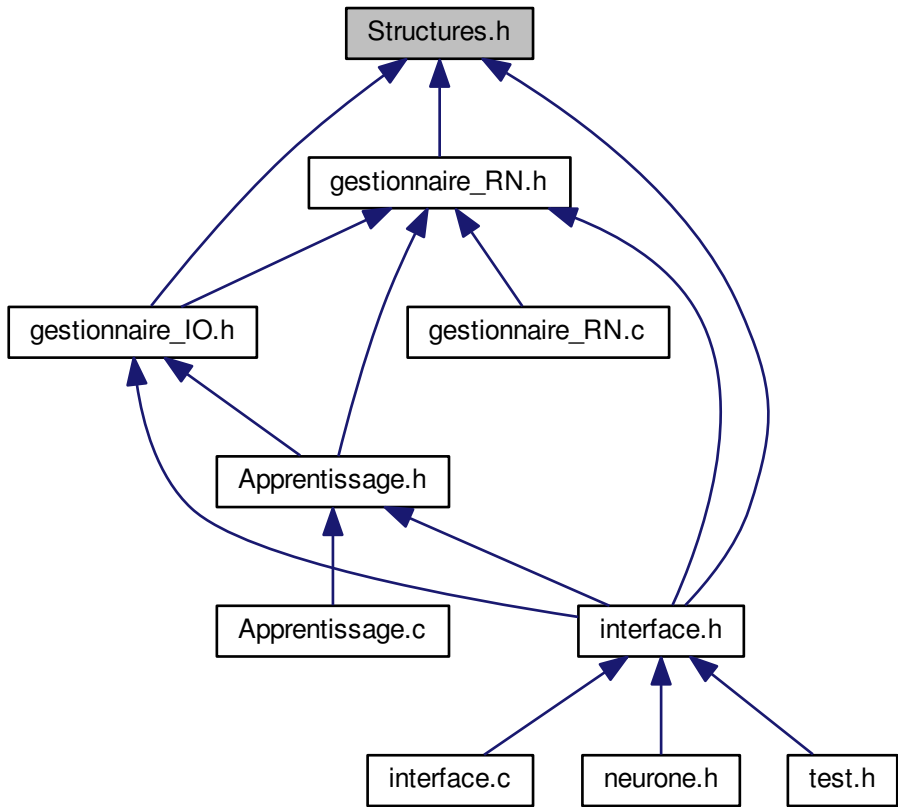 Structures.h
gestionnaire_RN.h
gestionnaire_IO.h
gestionnaire_RN.c
Apprentissage.h
Apprentissage.c
interface.h
interface.c
neurone.h
test.h